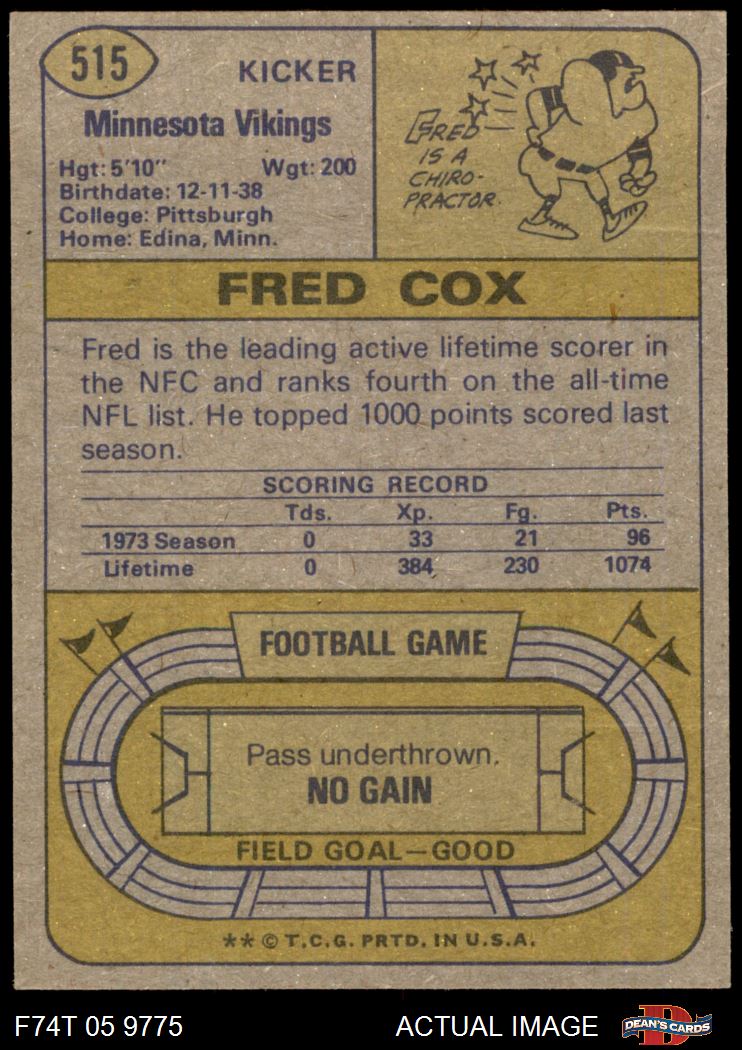 515
KICKER
Minnesota Vikings
Hgt: 5'10" Wgt: 200
Birthdate: 12-11-38
College: Pittsburgh
Home: Edina, Minn.
FRED
IS A
CHIRO-
PRACTOR.
FRED COX
Fred is the leading active lifetime scorer in
the NFC and ranks fourth on the all-time
NFL list. He topped 1000 points scored last
season.
SCORING RECORD
Tds. Xp. Fg. Pts.
1973 Season 0 33 21 96
Lifetime 0 384 230 1074
FOOTBALL GAME
Pass underthrown.
NO GAIN
FIELD GOAL—GOOD
** © T.C.G. PRTD. IN U.S.A.
F74T 05 9775 ACTUAL IMAGE
D
DEAN'S CARDS